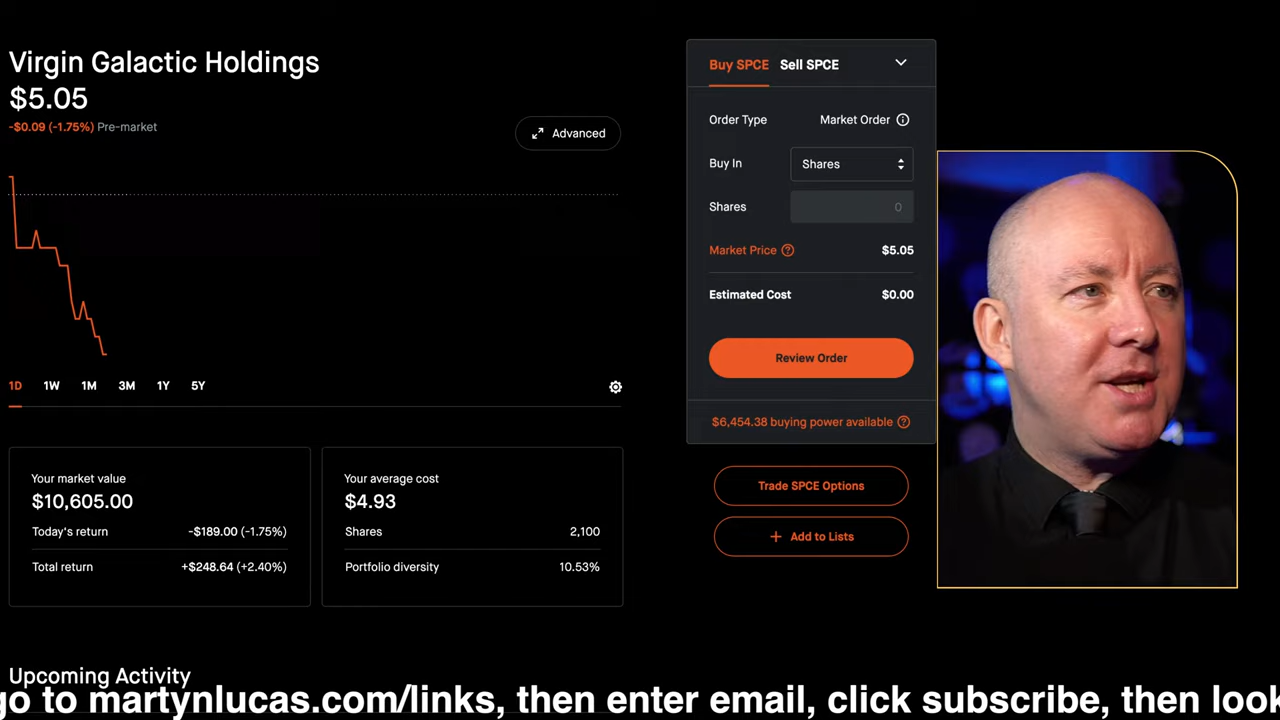 Virgin Galactic Holdings
$5.05
-$0.09 (-1.75%) Pre-market
Advanced
1D 1W 1M 3M 1Y 5Y
Your market value
$10,605.00
Today's return -$189.00 (-1.75%)
Total return +$248.64 (+2.40%)
Your average cost
$4.93
Shares 2,100
Portfolio diversity 10.53%
Upcoming Activity
Buy SPCE Sell SPCE
Order Type Market Order
Buy In Shares
Shares 0
Market Price $5.05
Estimated Cost $0.00
Review Order
$6,454.38 buying power available
Trade SPCE Options
+ Add to Lists
go to martynlucas.com/links, then enter email, click subscribe, then look